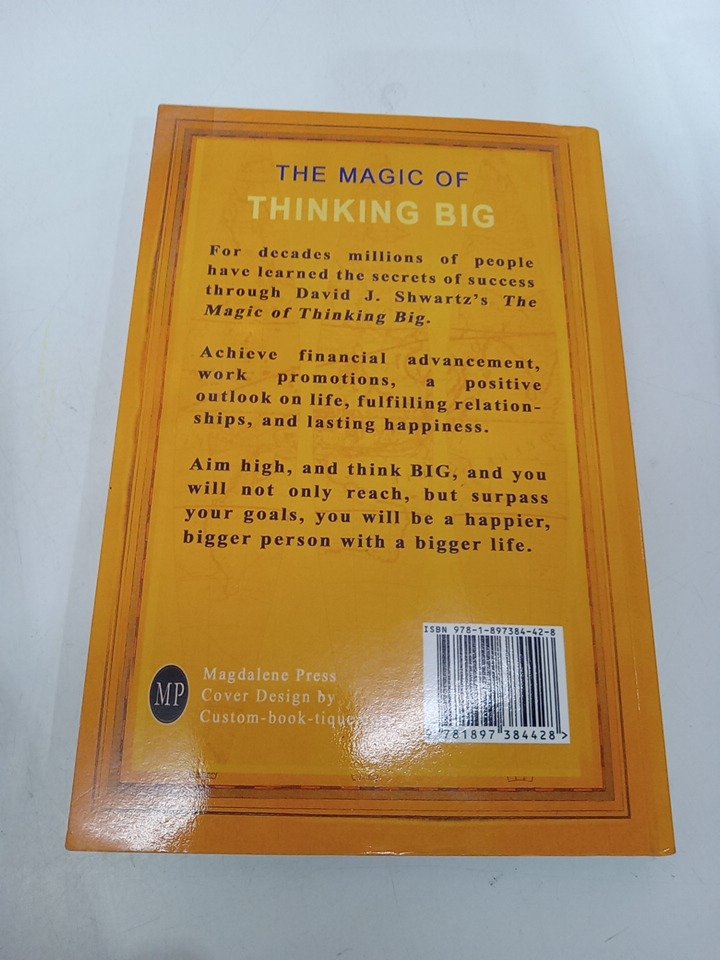 THE MAGIC OF
THINKING BIG
For decades millions of people
have learned the secrets of success
through David J. Shwartz's The
Magic of Thinking Big.
Achieve financial advancement,
work promotions, a positive
outlook on life, fulfilling relation-
ships, and lasting happiness.
Aim high, and think BIG, and you
will not only reach, but surpass
your goals, you will be a happier,
bigger person with a bigger life.
ISBN 978-1-897384-42-8
MP
Magdalene Press
Cover Design by
Custom-book-tique
9 781897 384428 >